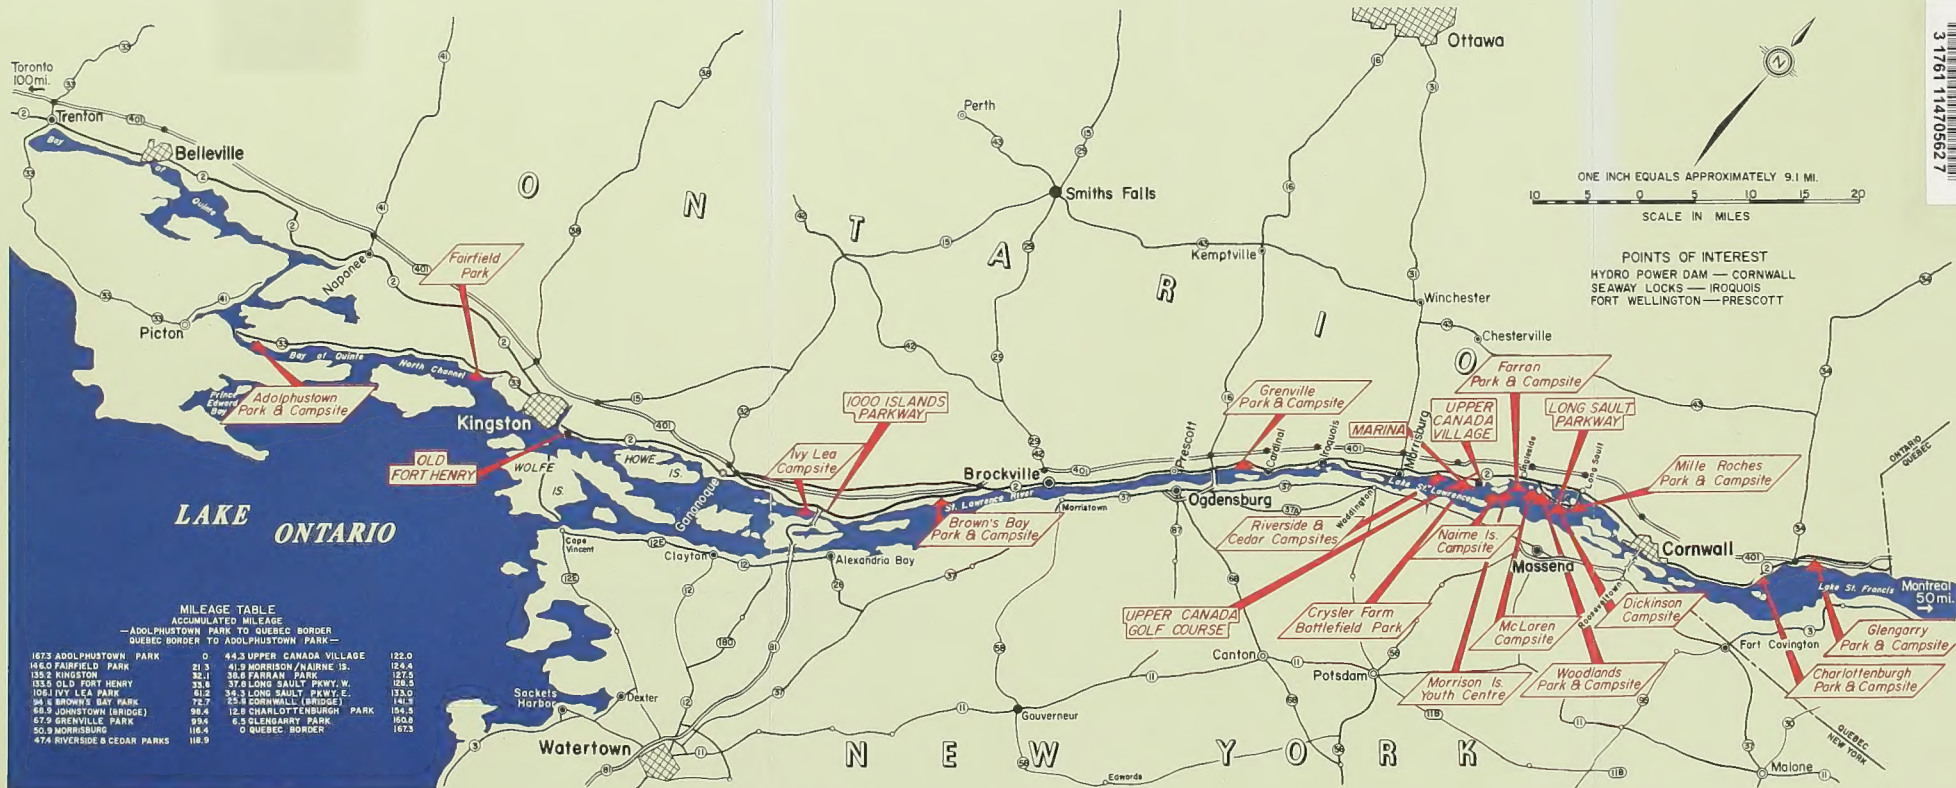 Toronto
100 mi.
Trenton
Belleville
Bay
of
Quinte
Napanee
Picton
Fairfield
Park
Bay of Quinte
North Channel
Prince
Edward
Bay
Adolphustown
Park & Campsite
Kingston
OLD
FORT HENRY
WOLFE
IS.
HOWE
IS.
Gananoque
Ivy Lea
Campsite
1000 ISLANDS
PARKWAY
LAKE
ONTARIO
Cape
Vincent
Clayton
Alexandria Bay
Brockville
St. Lawrence River
Morristown
Brown's Bay
Park & Campsite
Perth
Smiths Falls
Ottawa
Kemptville
Winchester
Chesterville
ONTARIO
ONE INCH EQUALS APPROXIMATELY 9.1 MI.
10 5 0 10 15 20
SCALE IN MILES
N
3 1761 11470562 7
POINTS OF INTEREST
HYDRO POWER DAM — CORNWALL
SEAWAY LOCKS — IROQUOIS
FORT WELLINGTON — PRESCOTT
Grenville
Park & Campsite
Prescott
Ogdensburg
Cardinal
Iroquois
Morrisburg
MARINA
UPPER
CANADA
VILLAGE
Farran
Park & Campsite
LONG SAULT
PARKWAY
Ingleside
Long Sault
Mille Roches
Park & Campsite
ONTARIO
QUEBEC
Lake St. Lawrence
Waddington
Riverside &
Cedar Campsites
Nairne Is.
Campsite
Massena
Cornwall
Roosevelttown
Lake St. Francis
Montreal
50 mi.
UPPER CANADA
GOLF COURSE
Crysler Farm
Battlefield Park
McLaren
Campsite
Dickinson
Campsite
Morrison Is.
Youth Centre
Woodlands
Park & Campsite
Fort Covington
Glengarry
Park & Campsite
Charlottenburgh
Park & Campsite
Canton
Potsdam
Gouverneur
Edwards
Malone
QUEBEC
NEW YORK
Sackets
Harbor
Dexter
Watertown
NEW YORK
MILEAGE TABLE
ACCUMULATED MILEAGE
—ADOLPHUSTOWN PARK TO QUEBEC BORDER
QUEBEC BORDER TO ADOLPHUSTOWN PARK—
167.3 ADOLPHUSTOWN PARK 0
146.0 FAIRFIELD PARK 21.3
135.2 KINGSTON 32.1
133.5 OLD FORT HENRY 33.8
106.1 IVY LEA PARK 61.2
94.6 BROWN'S BAY PARK 72.7
68.9 JOHNSTOWN (BRIDGE) 98.4
67.9 GRENVILLE PARK 99.4
50.9 MORRISBURG 116.4
47.4 RIVERSIDE & CEDAR PARKS 118.9
44.3 UPPER CANADA VILLAGE 122.0
41.9 MORRISON/NAIRNE IS. 124.4
38.6 FARRAN PARK 127.5
37.8 LONG SAULT PKWY. W. 128.5
34.3 LONG SAULT PKWY. E. 133.0
25.8 CORNWALL (BRIDGE) 141.5
12.8 CHARLOTTENBURGH PARK 154.5
6.5 GLENGARRY PARK 160.8
0 QUEBEC BORDER 167.3